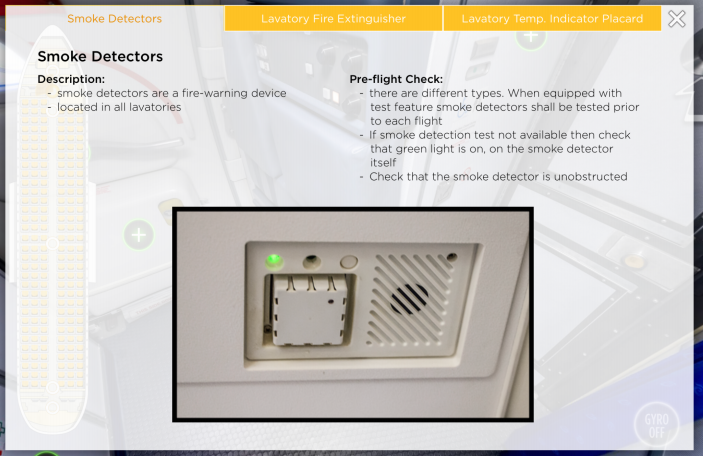 Smoke Detectors
Lavatory Fire Extinguisher
Lavatory Temp. Indicator Placard
Smoke Detectors
Description:
- smoke detectors are a fire-warning device
- located in all lavatories
Pre-flight Check:
- there are different types. When equipped with
test feature smoke detectors shall be tested prior
to each flight
- If smoke detection test not available then check
that green light is on, on the smoke detector
itself
- Check that the smoke detector is unobstructed
GYRO
OFF